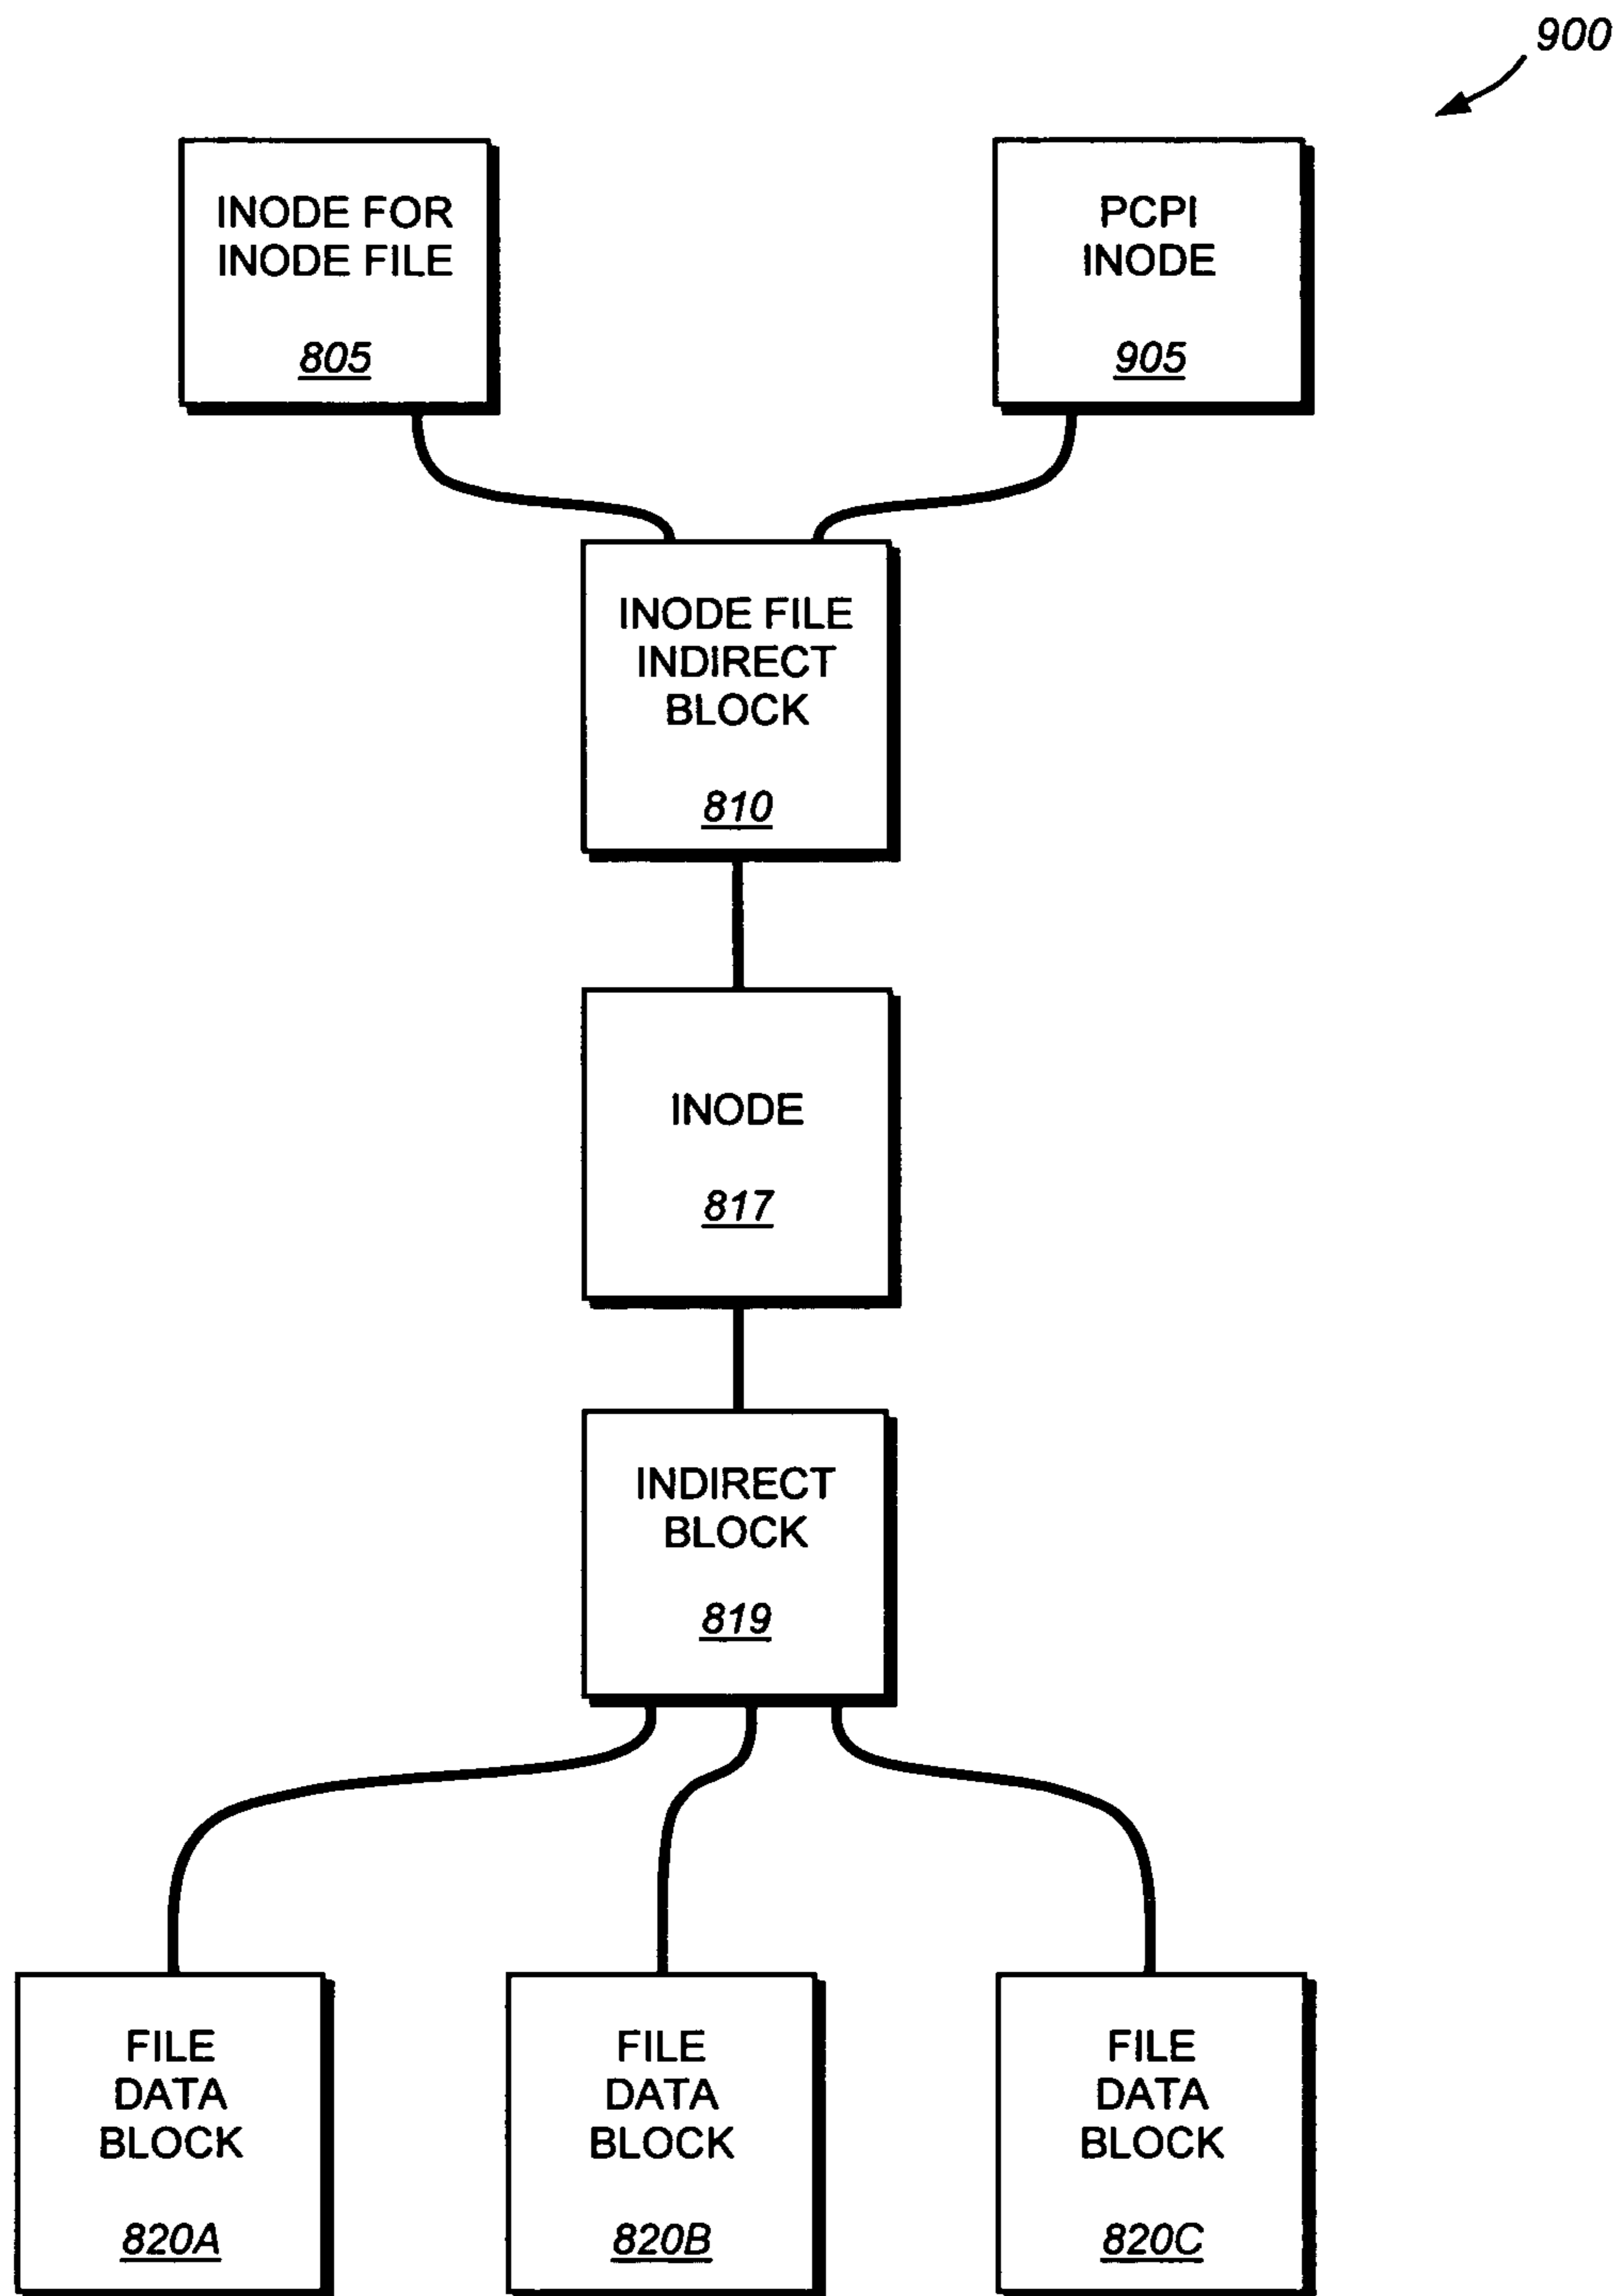 900
INODE FOR
INODE FILE
805
PCPI
INODE
905
INODE FILE
INDIRECT
BLOCK
810
INODE
817
INDIRECT
BLOCK
819
FILE
DATA
BLOCK
820A
FILE
DATA
BLOCK
820B
FILE
DATA
BLOCK
820C